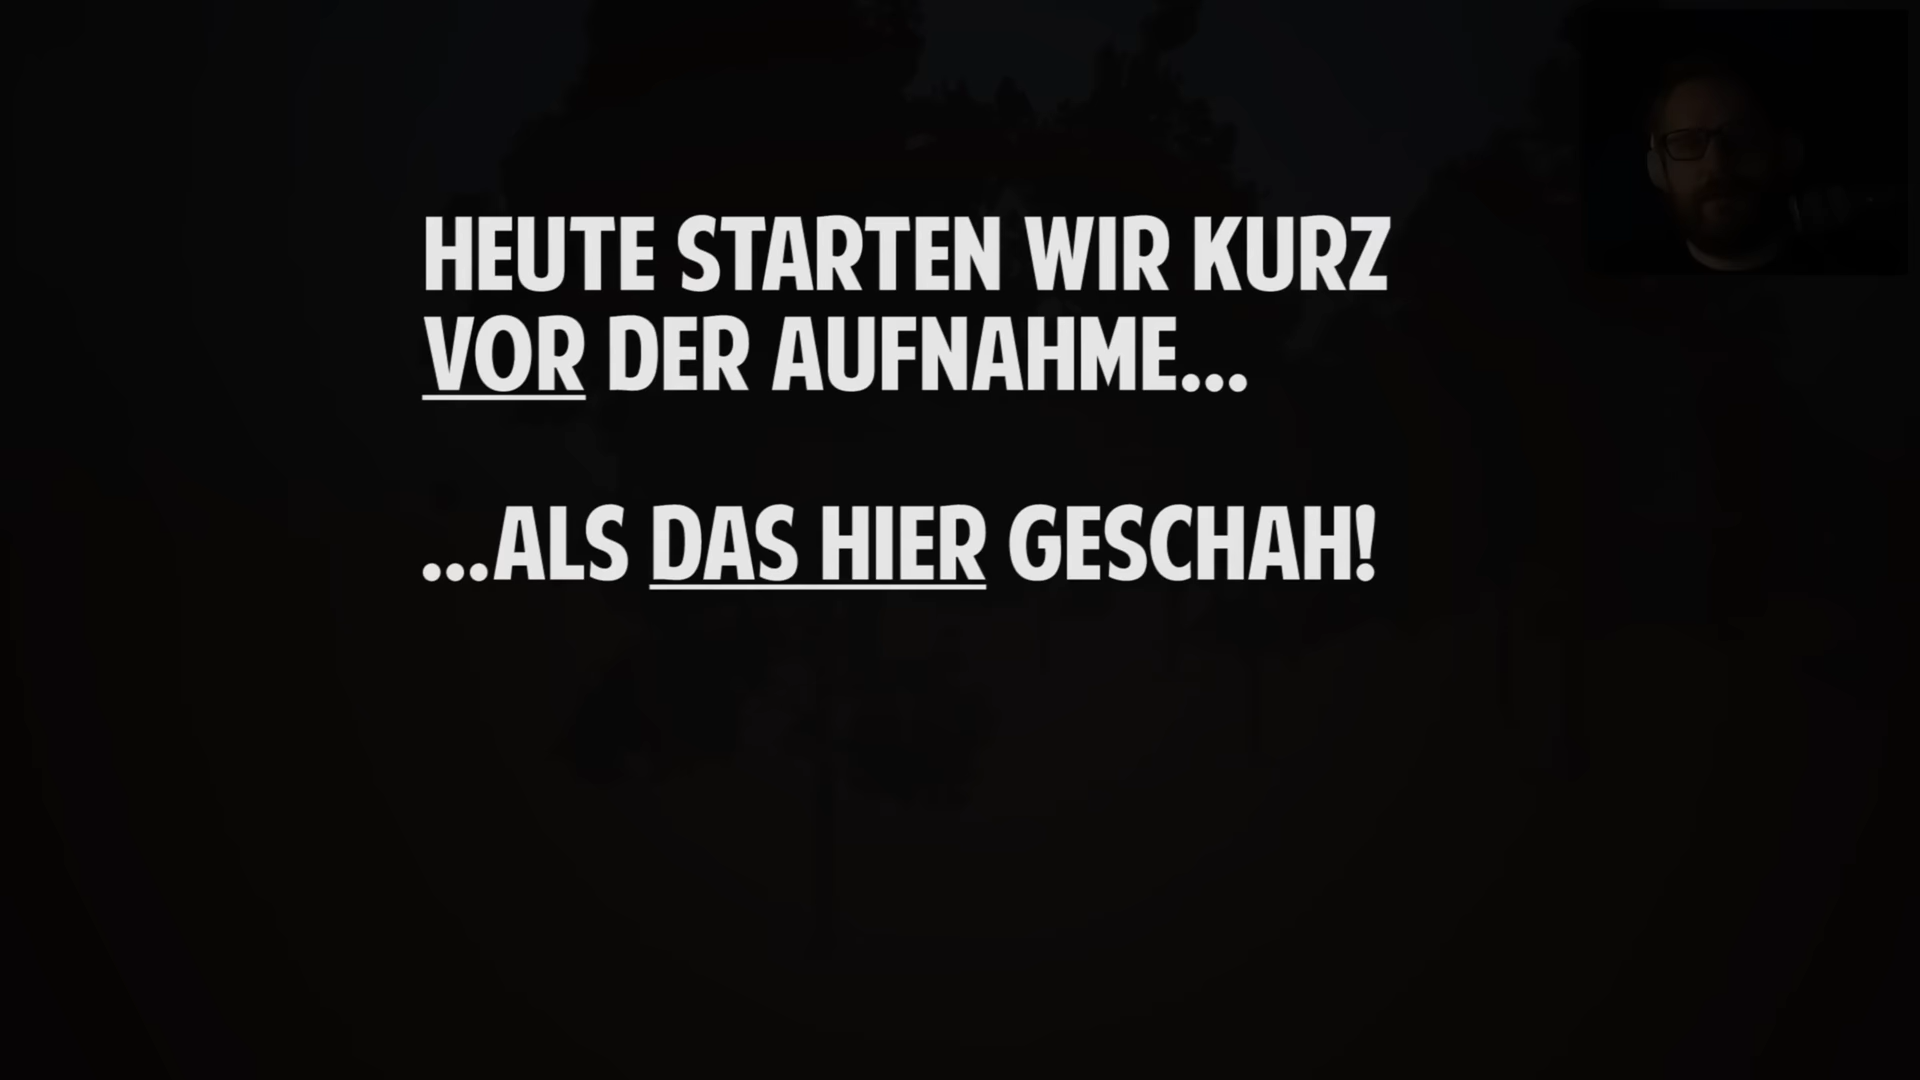 HEUTE STARTEN WIR KURZ
VOR DER AUFNAHME...
...ALS DAS HIER GESCHAH!